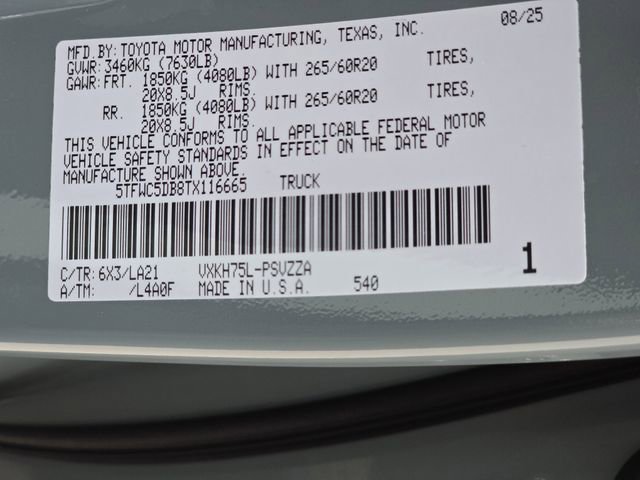 MFD.BY: TOYOTA MOTOR MANUFACTURING, TEXAS, INC. 08/25
GVWR: 3460KG (7630LB)
GAWR: FRT. 1850KG (4080LB) WITH 265/60R20 TIRES,
20X8.5J RIMS.
RR. 1850KG (4080LB) WITH 265/60R20 TIRES,
20X8.5J RIMS.
THIS VEHICLE CONFORMS TO ALL APPLICABLE FEDERAL MOTOR
VEHICLE SAFETY STANDARDS IN EFFECT ON THE DATE OF
MANUFACTURE SHOWN ABOVE.
5TFWC5DB8TX116665 TRUCK
C/TR: 6X3/LA21 VXKH75L-PSVZZA
A/TM: /L4A0F MADE IN U.S.A. 540 1